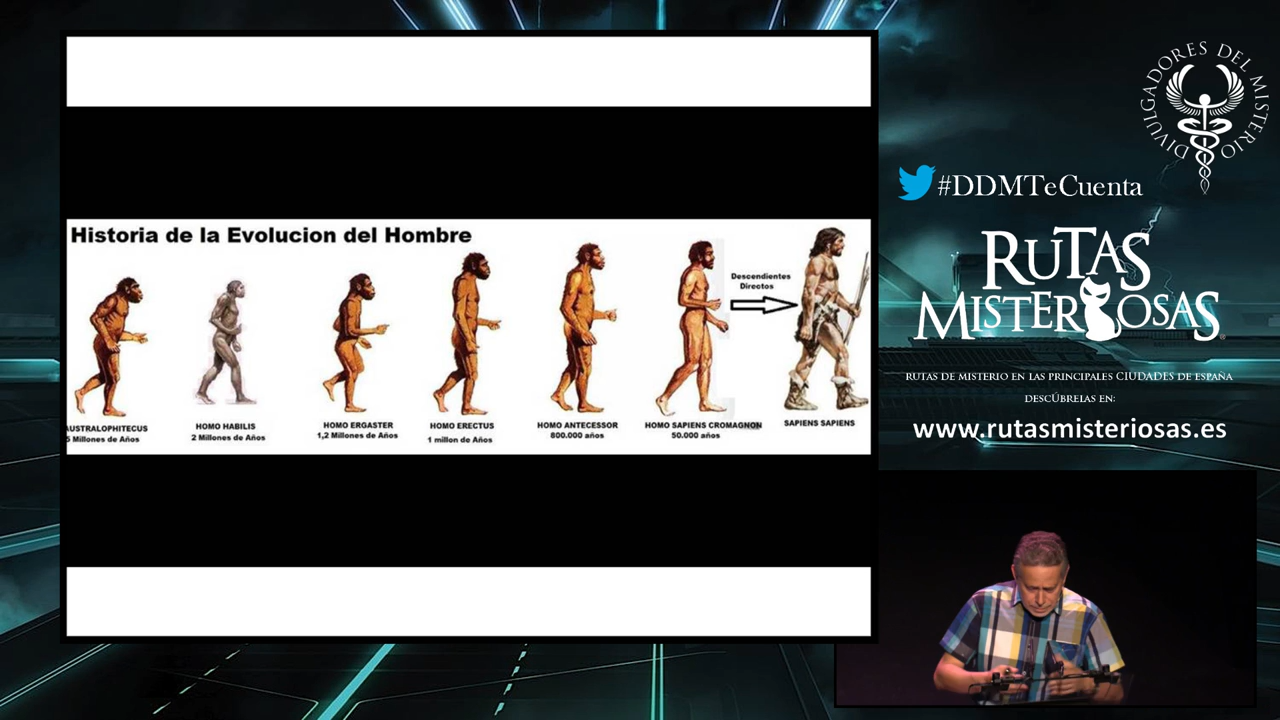 Historia de la Evolucion del Hombre
Descendientes
Directos
AUSTRALOPHITECUS
5 Millones de Años
HOMO HABILIS
2 Millones de Años
HOMO ERGASTER
1,2 Millones de Años
HOMO ERECTUS
1 millon de Años
HOMO ANTECESSOR
800.000 años
HOMO SAPIENS CROMAGNON
50.000 años
SAPIENS SAPIENS
DIVULGADORES DEL MISTERIO
#DDMTeCuenta
RUTAS
MISTERIOSAS
RUTAS DE MISTERIO EN LAS PRINCIPALES CIUDADES DE ESPAÑA
DESCÚBRELAS EN:
www.rutasmisteriosas.es